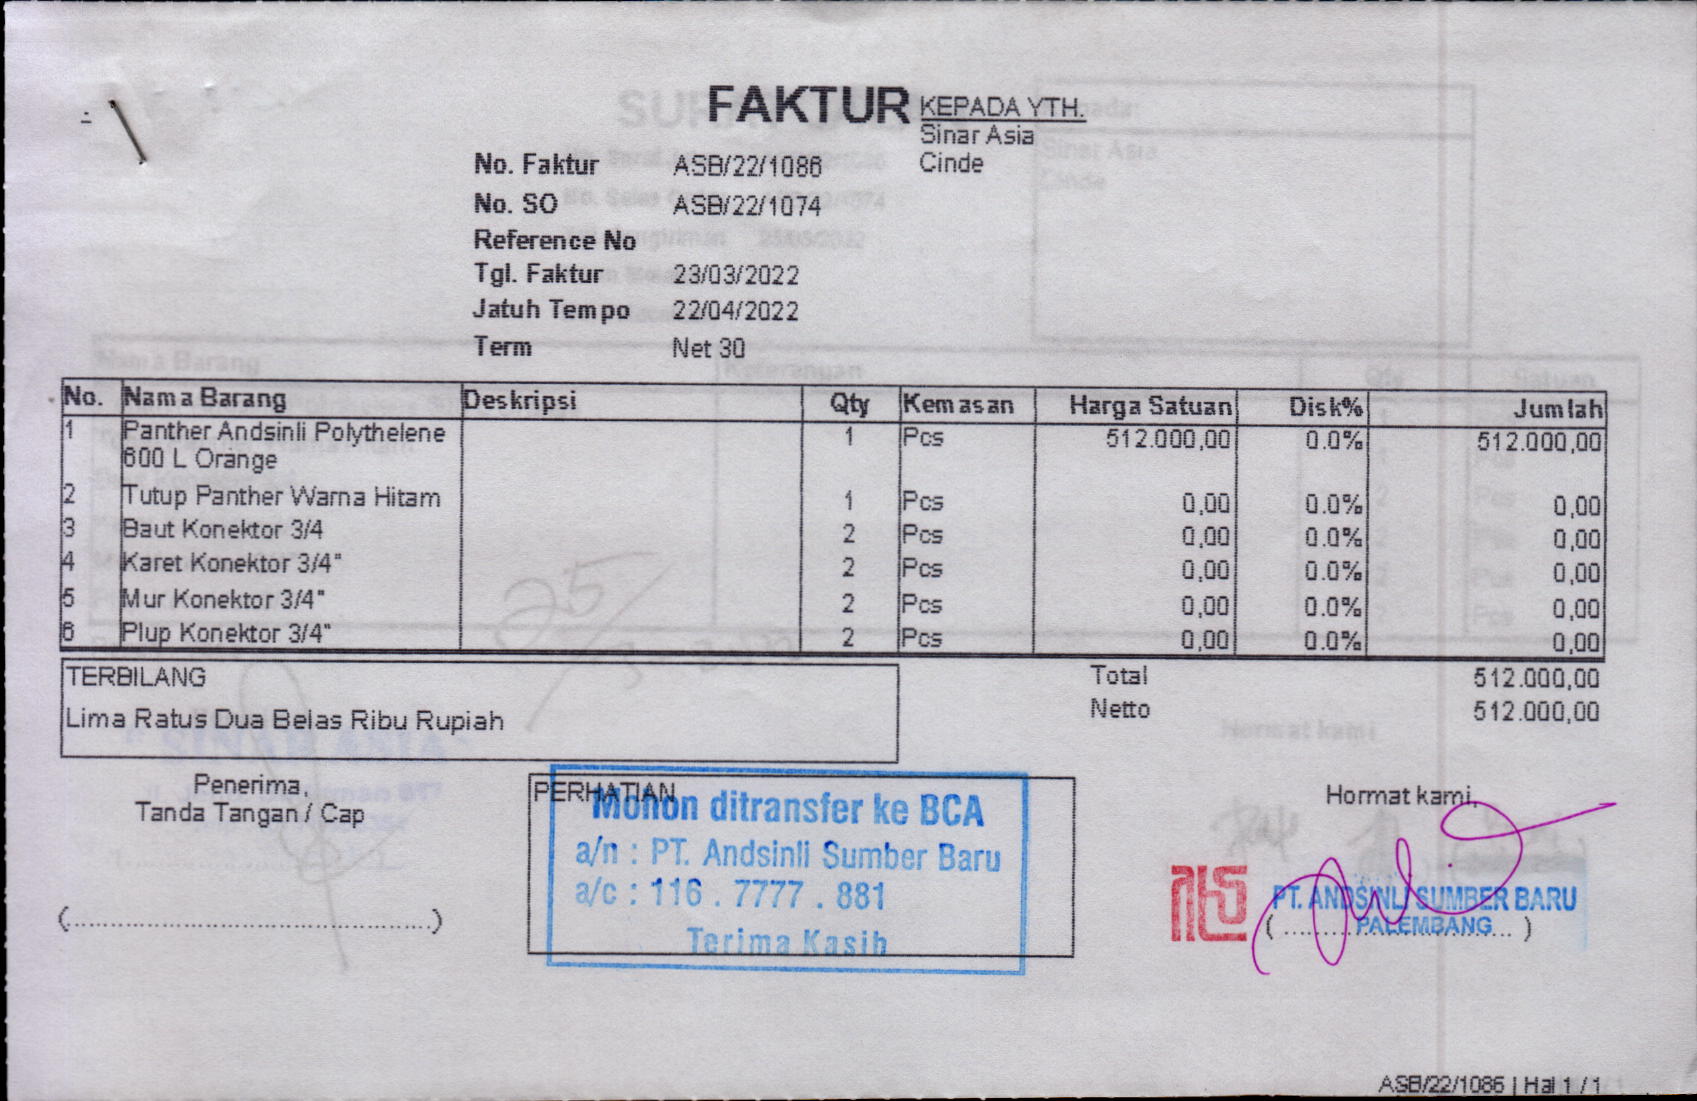 FAKTUR
KEPADA YTH.
Sinar Asia
Cinde
No. Faktur ASB/22/1086
No. SO ASB/22/1074
Reference No
Tgl. Faktur 23/03/2022
Jatuh Tempo 22/04/2022
Term Net 30
No. Nama Barang Deskripsi Qty Kemasan Harga Satuan Disk% Jumlah
1 Panther Andsinli Polythelene 1 Pcs 512.000,00 0.0% 512.000,00
600 L Orange
2 Tutup Panther Warna Hitam 1 Pcs 0,00 0.0% 0,00
3 Baut Konektor 3/4 2 Pcs 0,00 0.0% 0,00
4 Karet Konektor 3/4" 2 Pcs 0,00 0.0% 0,00
5 Mur Konektor 3/4" 2 Pcs 0,00 0.0% 0,00
6 Plup Konektor 3/4" 2 Pcs 0,00 0.0% 0,00
TERBILANG
Lima Ratus Dua Belas Ribu Rupiah
Total 512.000,00
Netto 512.000,00
Penerima,
Tanda Tangan / Cap
(................................................)
PERHATIAN
Mohon ditransfer ke BCA
a/n : PT. Andsinli Sumber Baru
a/c : 116 . 7777 . 881
Terima Kasih
Hormat kami,
PT. ANDSINLI SUMBER BARU
PALEMBANG
ASB/22/1086 | Hal 1 / 1